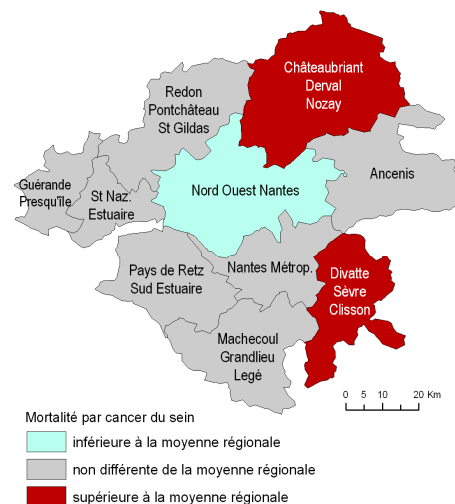 Châteaubriant
Derval
Nozay
Redon
Pontchâteau
St Gildas
Guérande
Presqu'île
St Naz.
Estuaire
Nord Ouest Nantes
Ancenis
Pays de Retz
Sud Estuaire
Nantes Métrop.
Divatte
Sèvre
Clisson
Machecoul
Grandlieu
Legé
0 5 10 20 Km
Mortalité par cancer du sein
inférieure à la moyenne régionale
non différente de la moyenne régionale
supérieure à la moyenne régionale